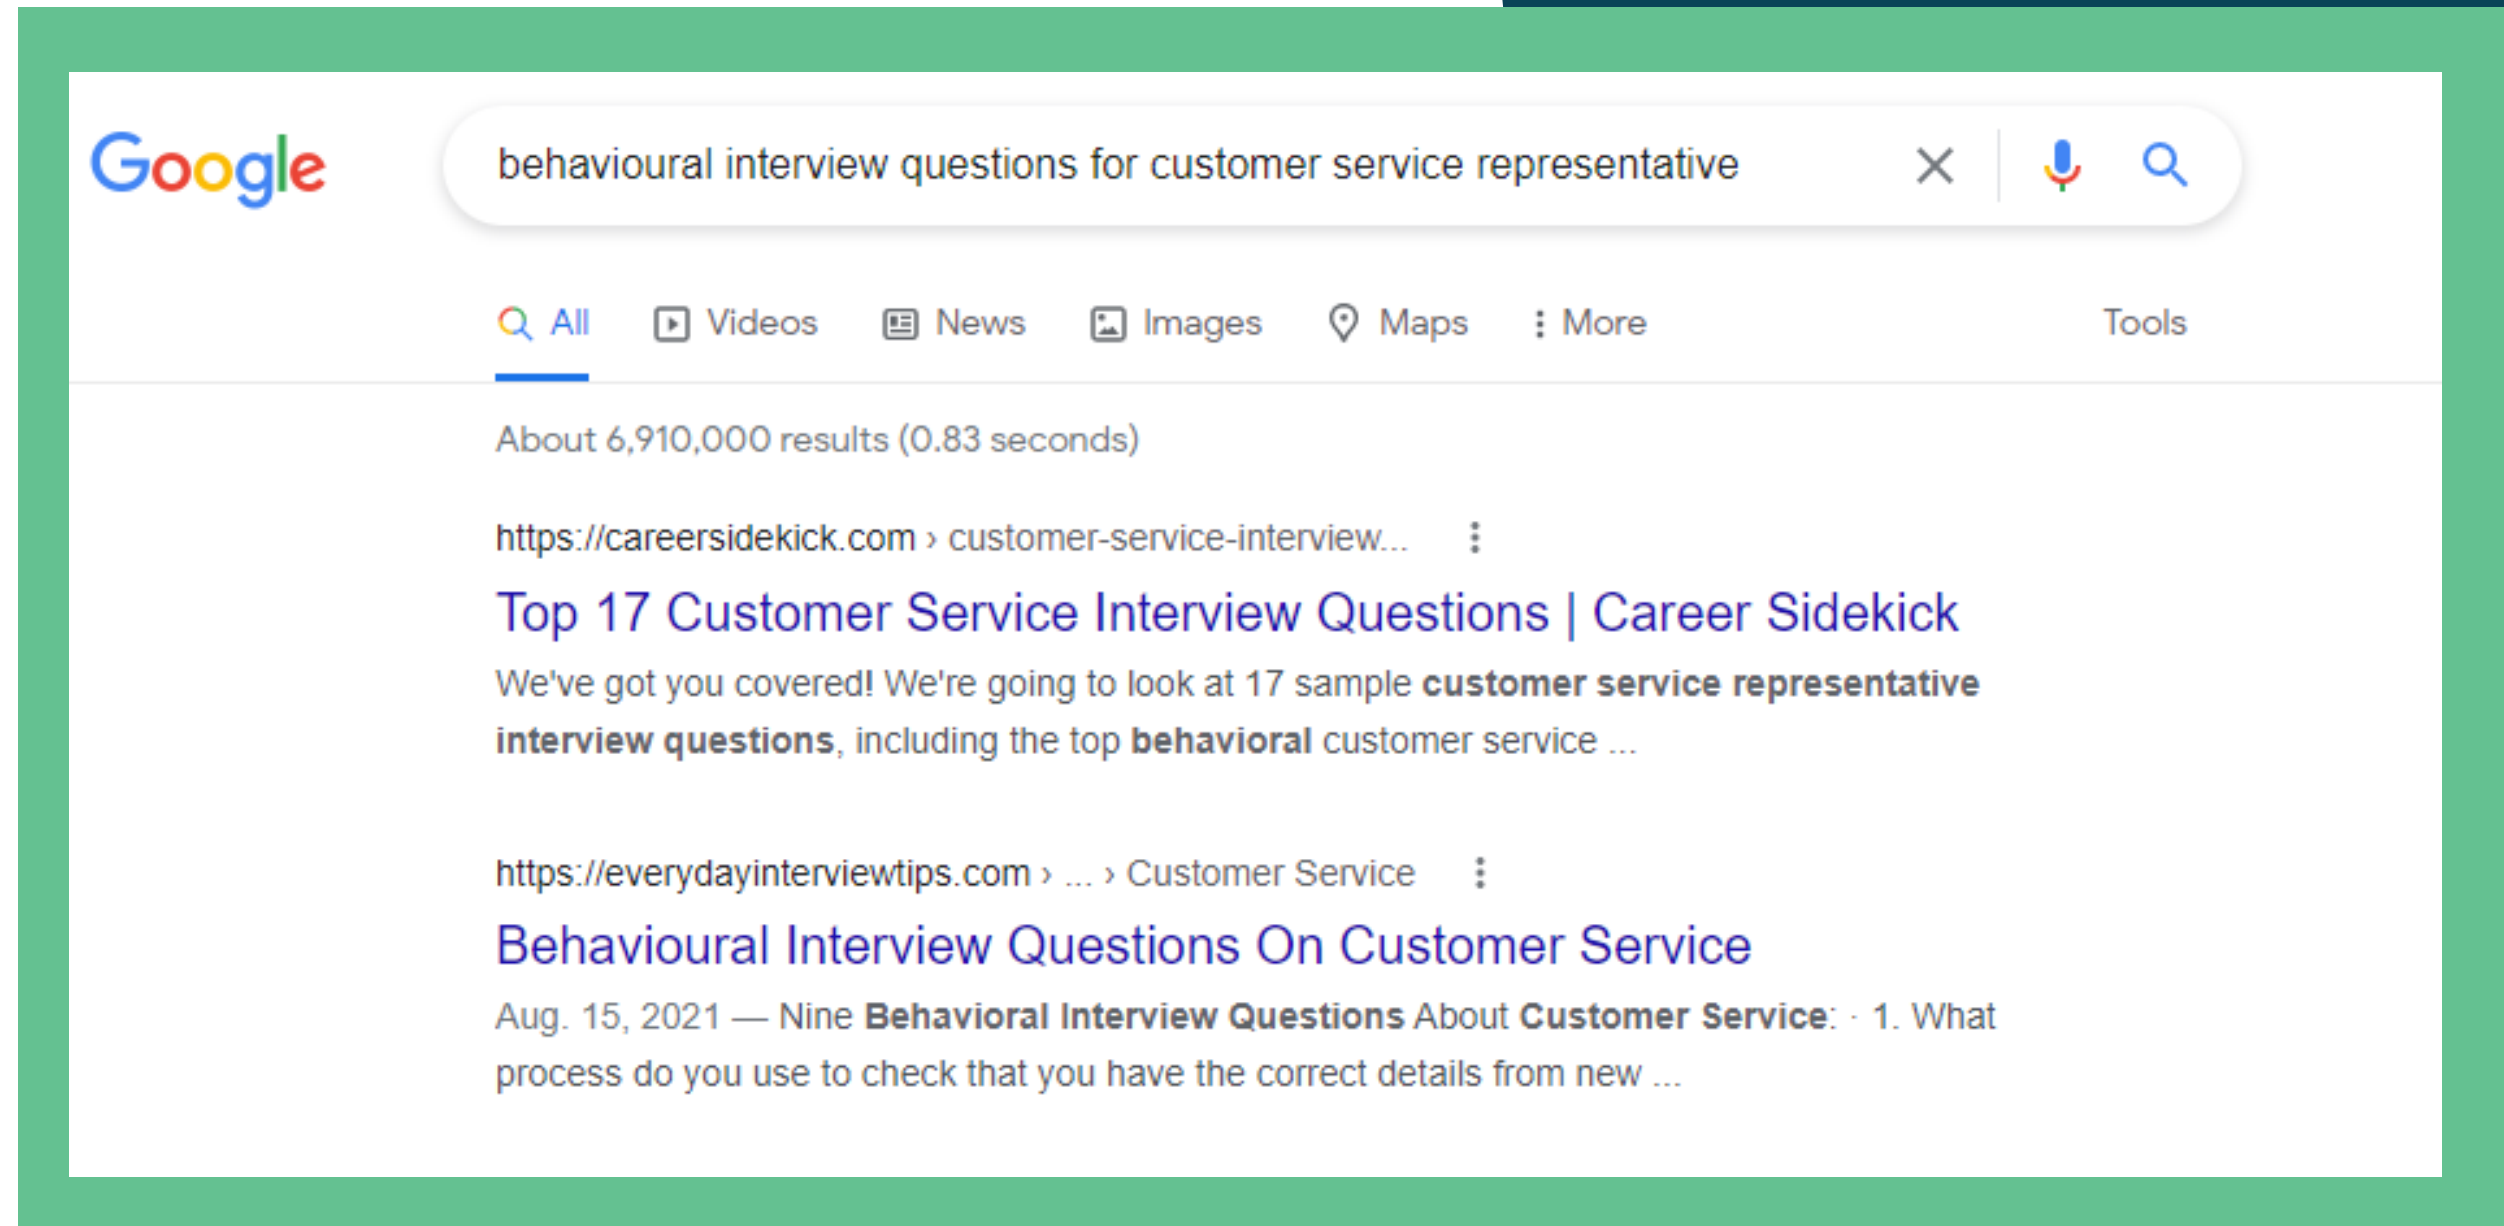 Google
behavioural interview questions for customer service representative
All Videos News Images Maps More Tools
About 6,910,000 results (0.83 seconds)
https://careersidekick.com › customer-service-interview...
Top 17 Customer Service Interview Questions | Career Sidekick
We've got you covered! We're going to look at 17 sample customer service representative
interview questions, including the top behavioral customer service ...
https://everydayinterviewtips.com › ... › Customer Service
Behavioural Interview Questions On Customer Service
Aug. 15, 2021 — Nine Behavioral Interview Questions About Customer Service: · 1. What
process do you use to check that you have the correct details from new ...